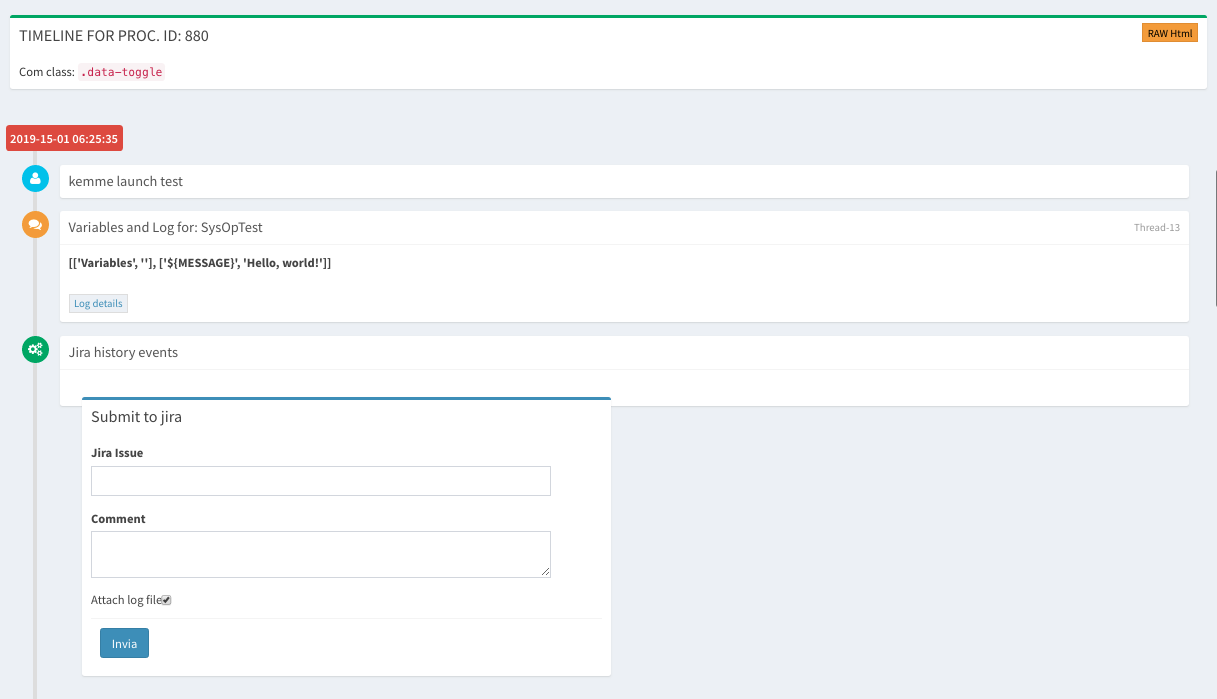 TIMELINE FOR PROC. ID: 880
RAW Html
Com class: .data-toggle
2019-15-01 06:25:35
kemme launch test
Variables and Log for: SysOpTest
Thread-13
[['Variables', ''], ['${MESSAGE}', 'Hello, world!']]
Log details
Jira history events
Submit to jira
Jira Issue
Comment
Attach log file
Invia